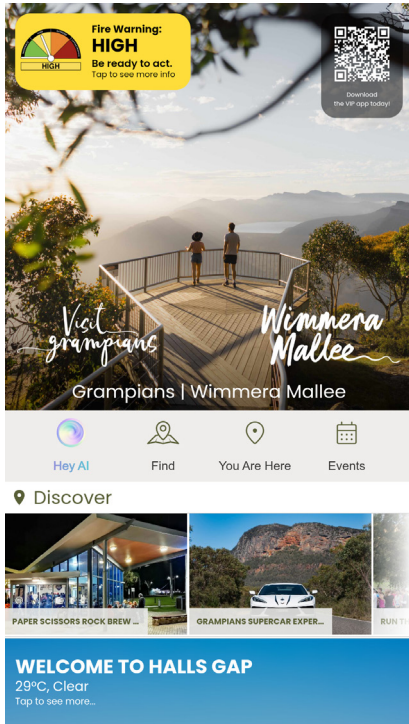 Fire Warning:
HIGH
Be ready to act.
Tap to see more info
HIGH
Download
the VIP app today!
Visit
grampians
Wimmera
Mallee
Grampians | Wimmera Mallee
Hey AI
Find
You Are Here
Events
Discover
PAPER SCISSORS ROCK BREW ...
GRAMPIANS SUPERCAR EXPER...
RUN
WELCOME TO HALLS GAP
29°C, Clear
Tap to see more...